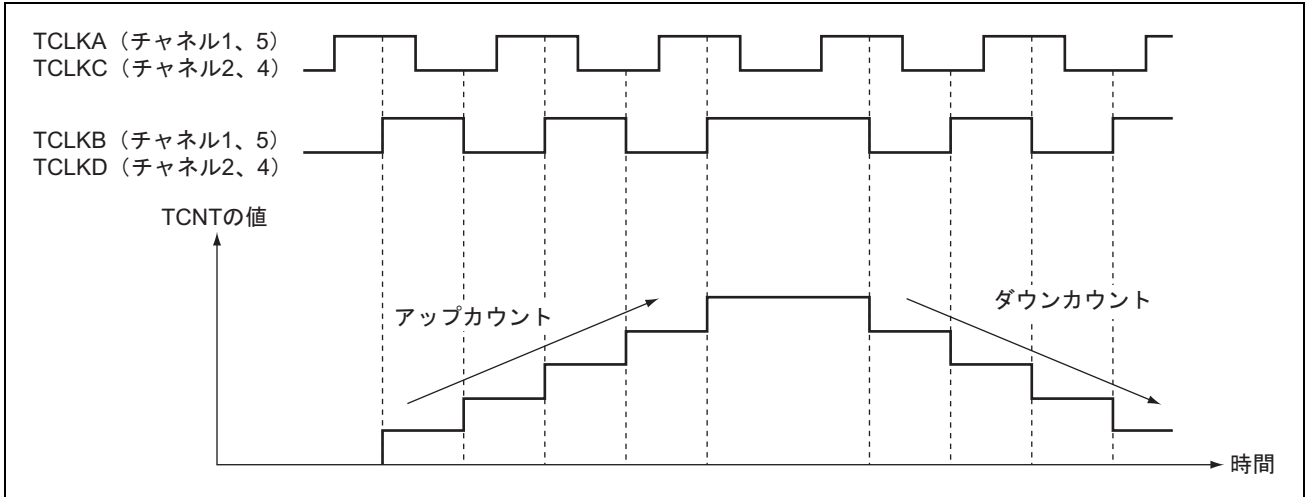 TCLKA（チャネル1、5）
TCLKC（チャネル2、4）
TCLKB（チャネル1、5）
TCLKD（チャネル2、4）
TCNTの値
アップカウント
ダウンカウント
時間